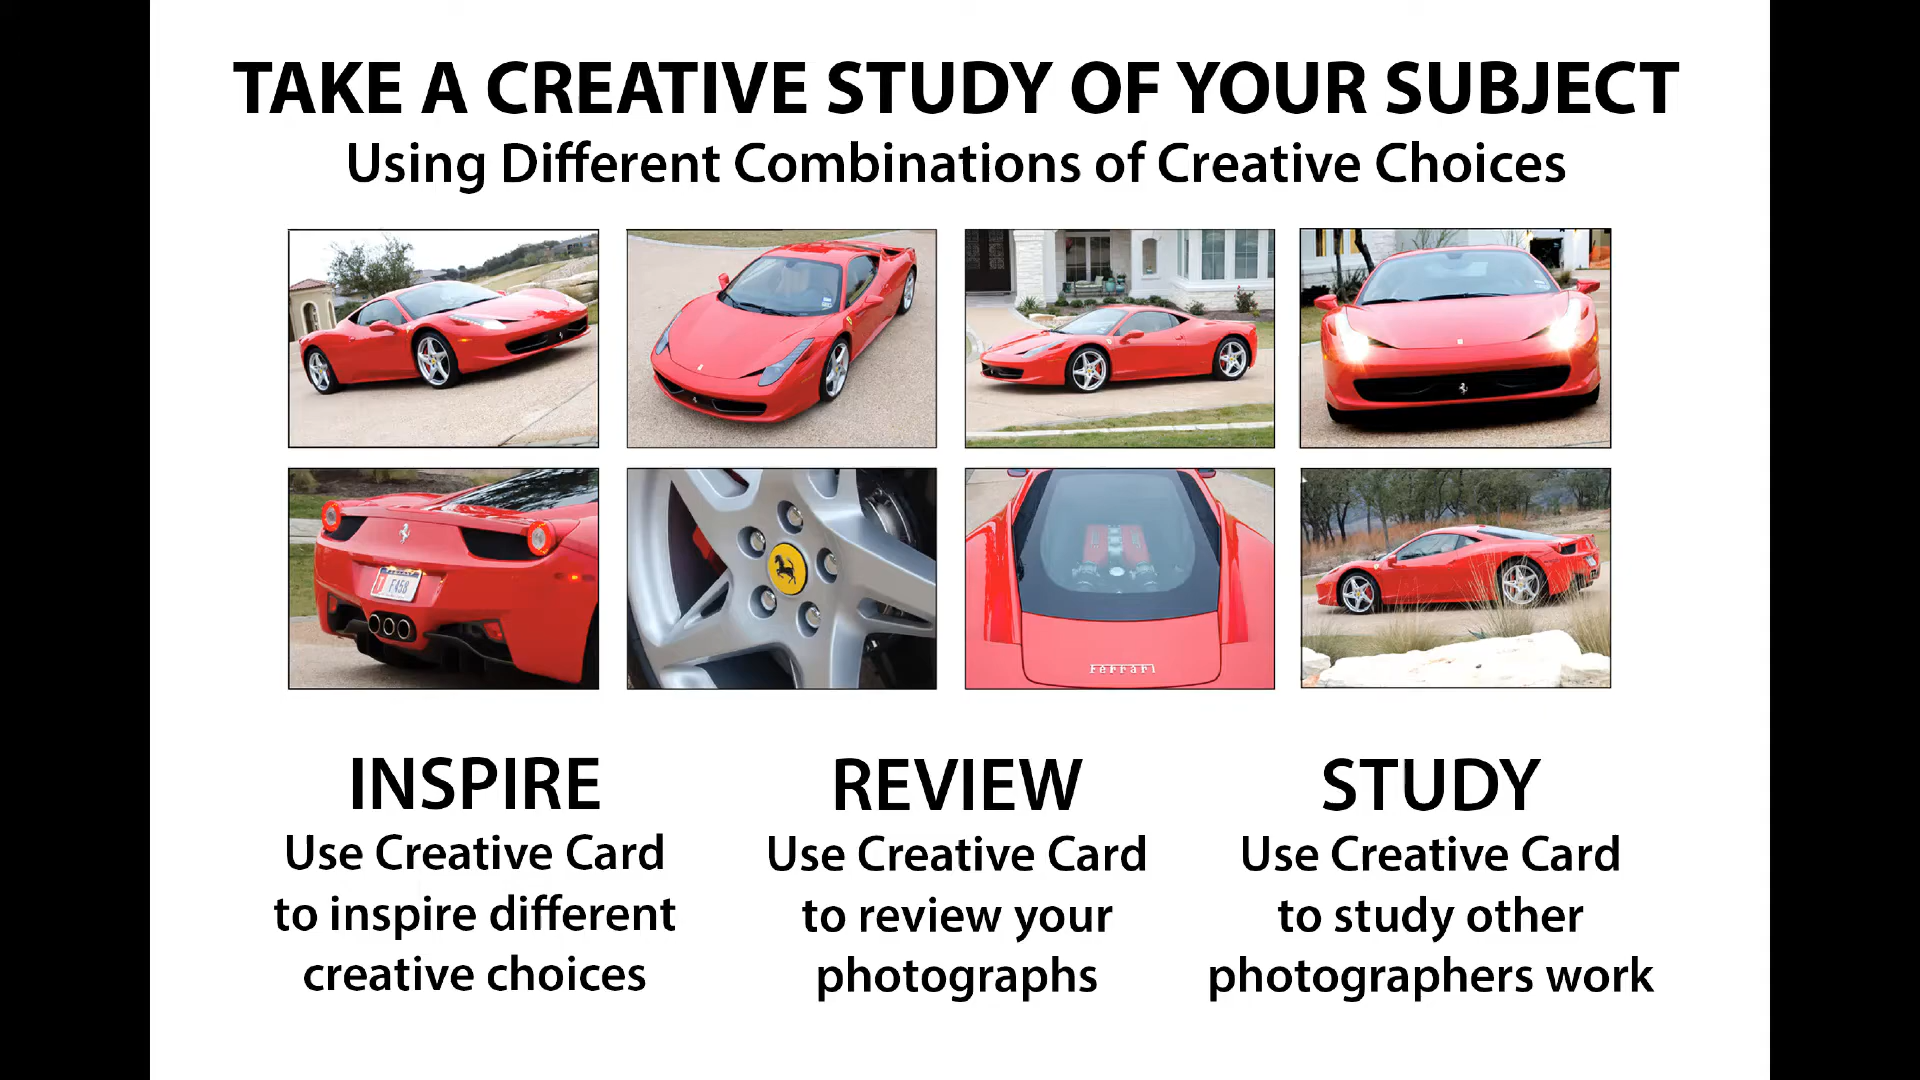 TAKE A CREATIVE STUDY OF YOUR SUBJECT
Using Different Combinations of Creative Choices
F458
Ferrari
INSPIRE
Use Creative Card
to inspire different
creative choices
REVIEW
Use Creative Card
to review your
photographs
STUDY
Use Creative Card
to study other
photographers work